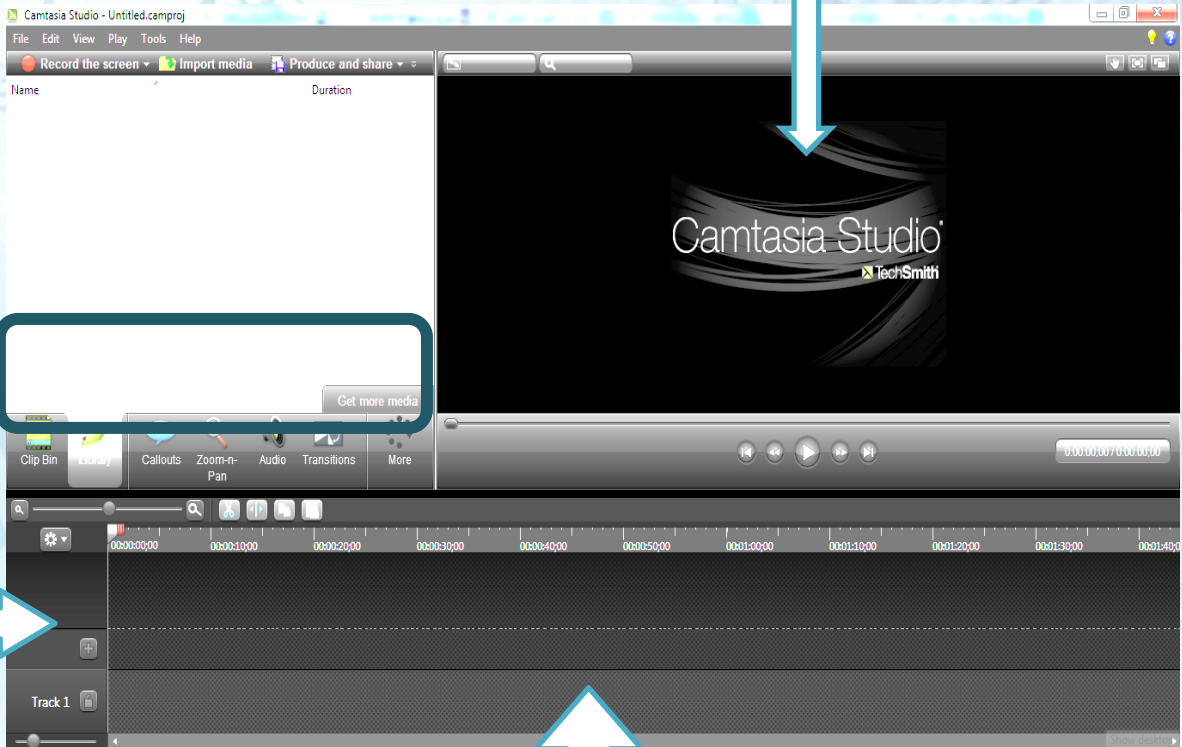 Camtasia Studio - Untitled.camproj
File Edit View Play Tools Help
Record the screen Import media Produce and share
Name Duration
Camtasia Studio
TechSmith
Get more media
Clip Bin Library Callouts Zoom-n-Pan Audio Transitions More
0:00:00;00 / 0:00:00;00
00:00:00;00 00:00:10;00 00:00:20;00 00:00:30;00 00:00:40;00 00:00:50;00 00:01:00;00 00:01:10;00 00:01:20;00 00:01:30;00 00:01:40;0
Track 1
Show desktop